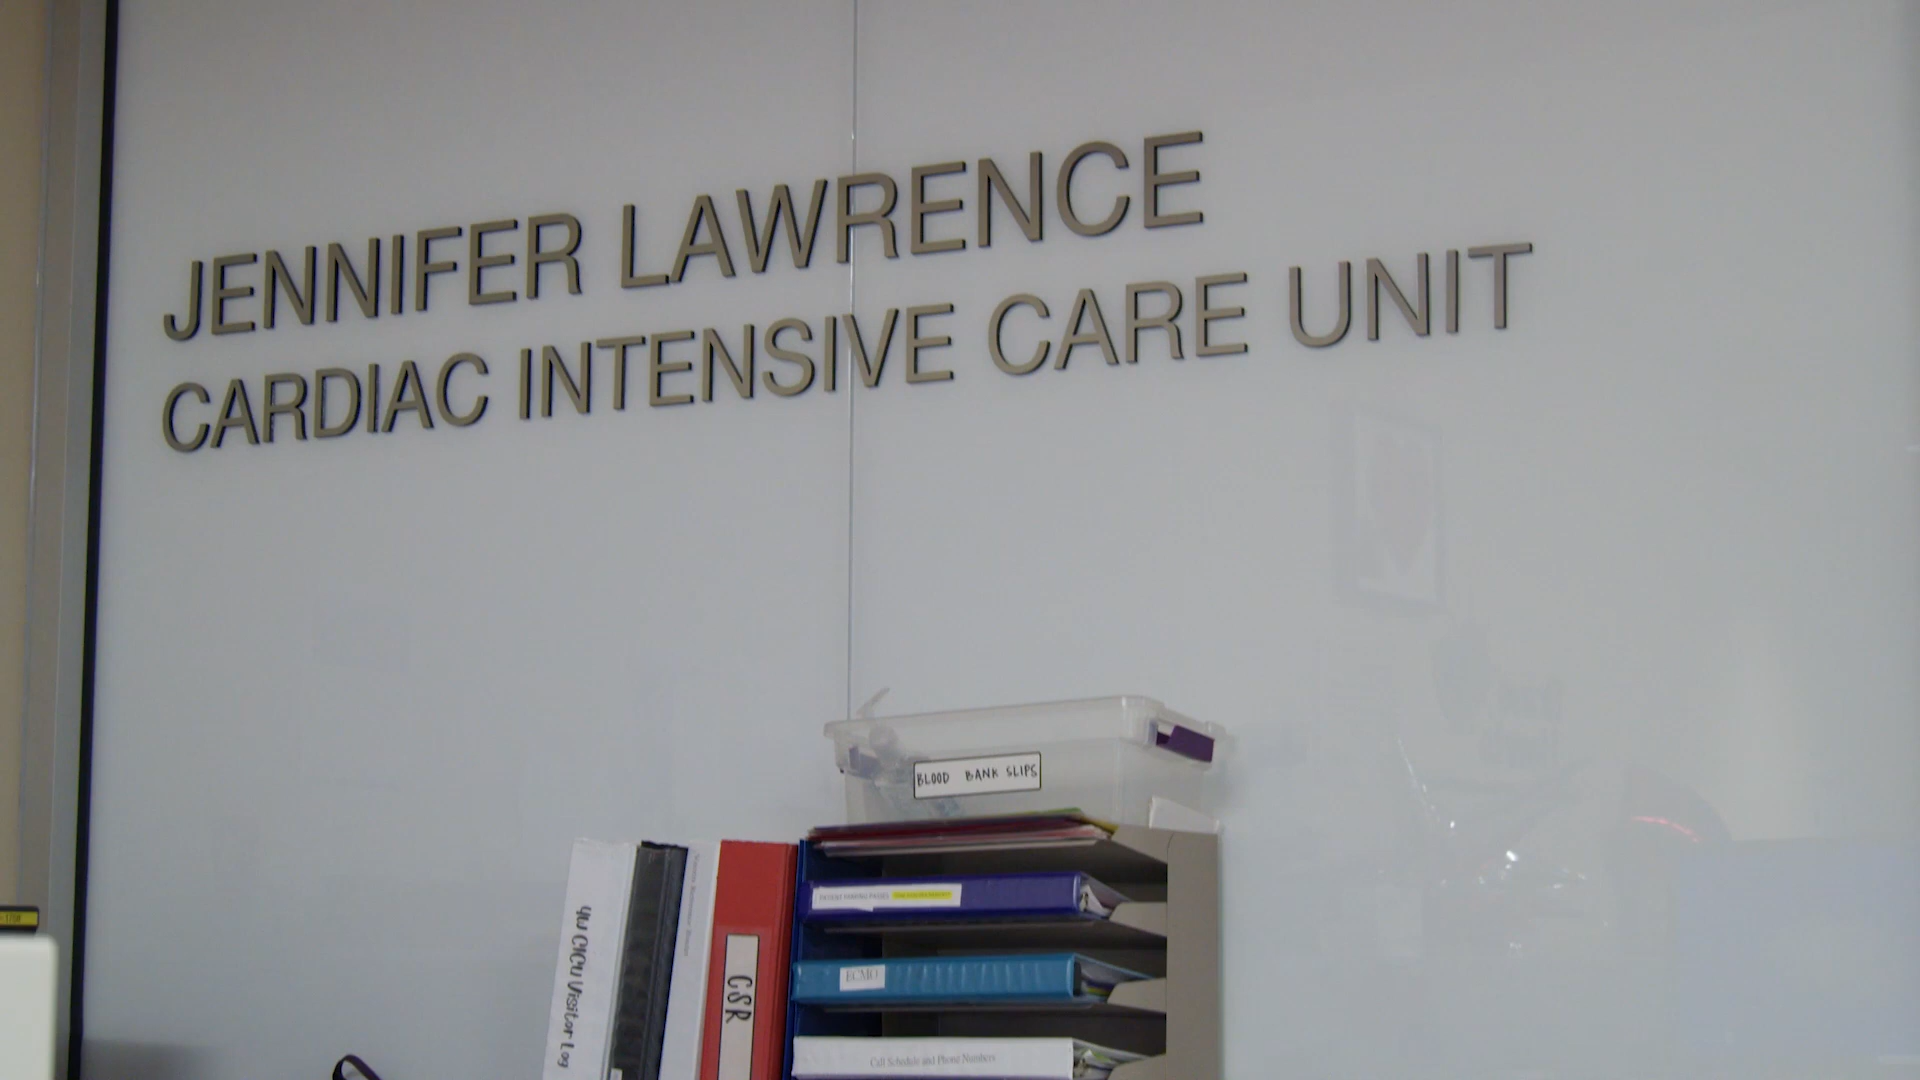 JENNIFER LAWRENCE
CARDIAC INTENSIVE CARE UNIT
BLOOD BANK SLIPS
4W CICU Visitor Log
CSR
ECMO
Call Schedule and Phone Numbers